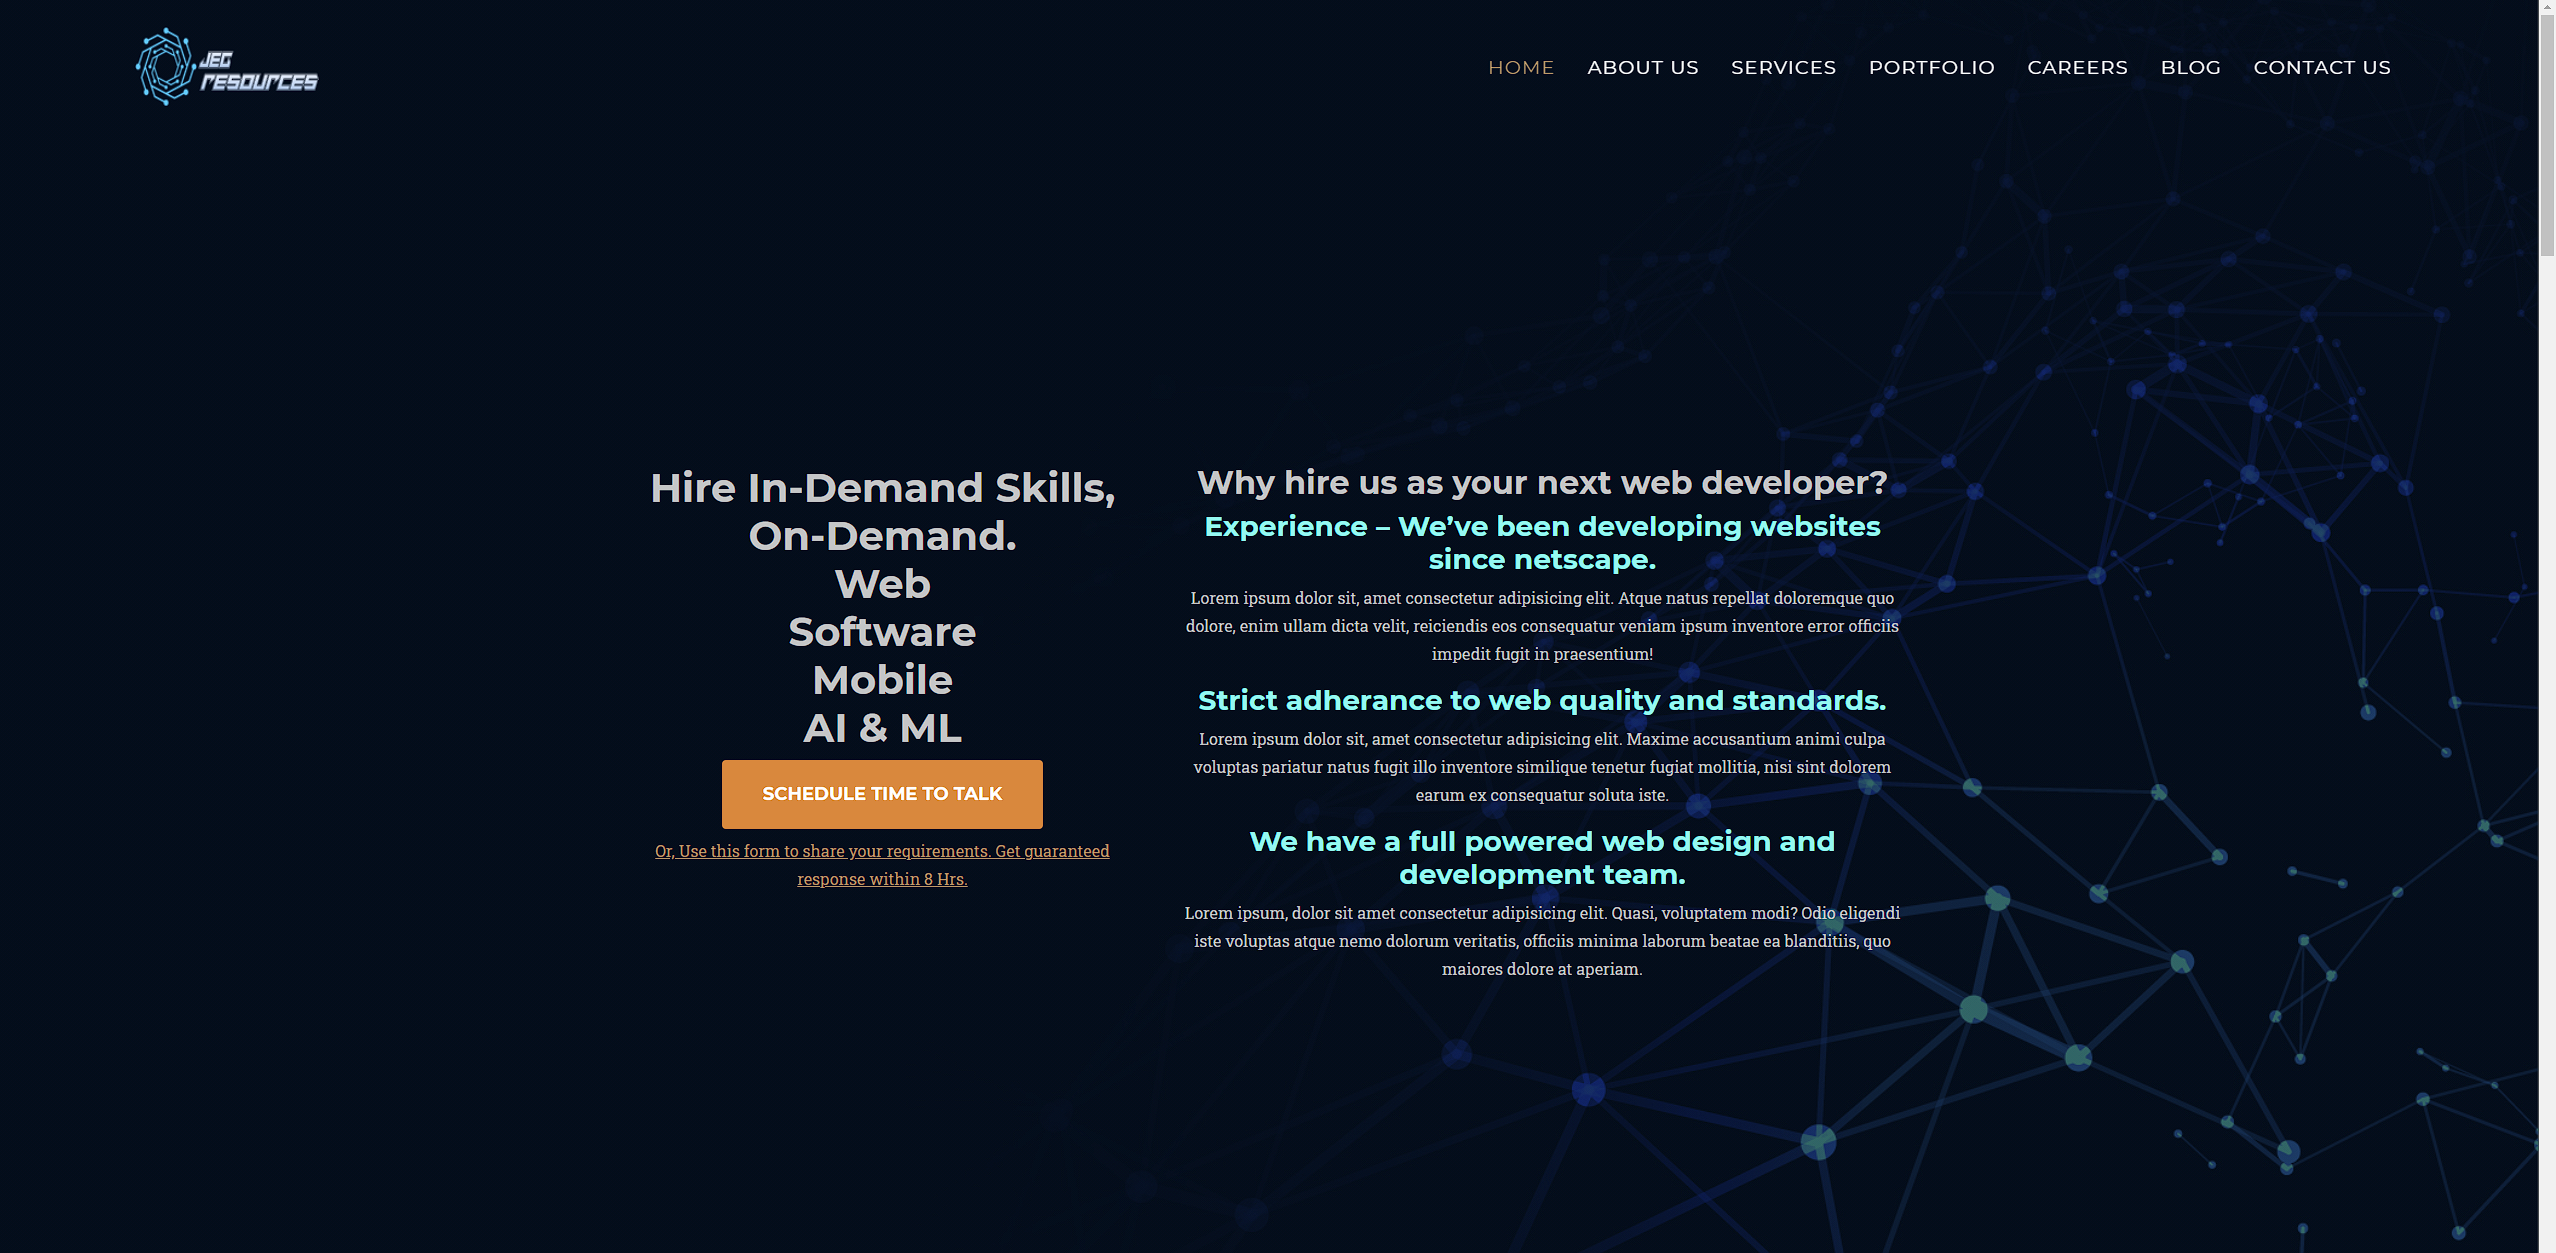 JEG
RESOURCES
HOME ABOUT US SERVICES PORTFOLIO CAREERS BLOG CONTACT US
Hire In-Demand Skills,
On-Demand.
Web
Software
Mobile
AI & ML
SCHEDULE TIME TO TALK
Or, Use this form to share your requirements. Get guaranteed
response within 8 Hrs.
Why hire us as your next web developer?
Experience – We’ve been developing websites
since netscape.
Lorem ipsum dolor sit, amet consectetur adipisicing elit. Atque natus repellat doloremque quo
dolore, enim ullam dicta velit, reiciendis eos consequatur veniam ipsum inventore error officiis
impedit fugit in praesentium!
Strict adherance to web quality and standards.
Lorem ipsum dolor sit, amet consectetur adipisicing elit. Maxime accusantium animi culpa
voluptas pariatur natus fugit illo inventore similique tenetur fugiat mollitia, nisi sint dolorem
earum ex consequatur soluta iste.
We have a full powered web design and
development team.
Lorem ipsum, dolor sit amet consectetur adipisicing elit. Quasi, voluptatem modi? Odio eligendi
iste voluptas atque nemo dolorum veritatis, officiis minima laborum beatae ea blanditiis, quo
maiores dolore at aperiam.